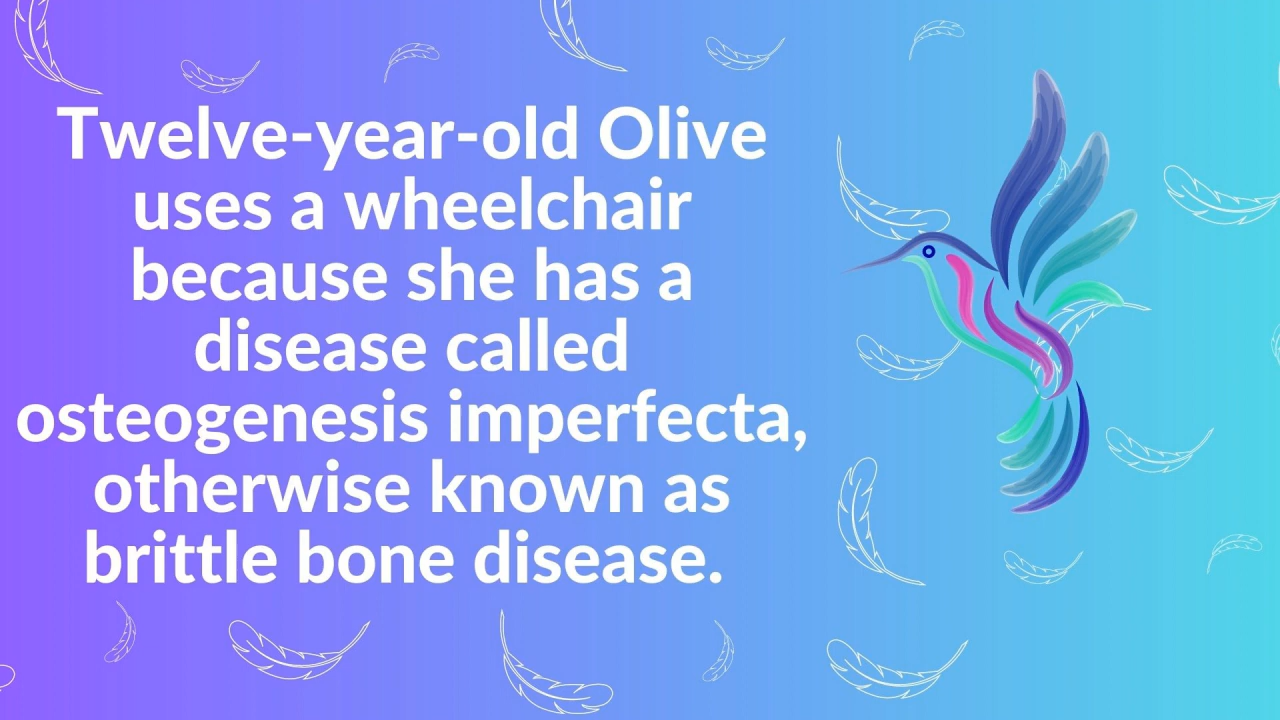 Twelve-year-old Olive
uses a wheelchair
because she has a
disease called
osteogenesis imperfecta,
otherwise known as
brittle bone disease.